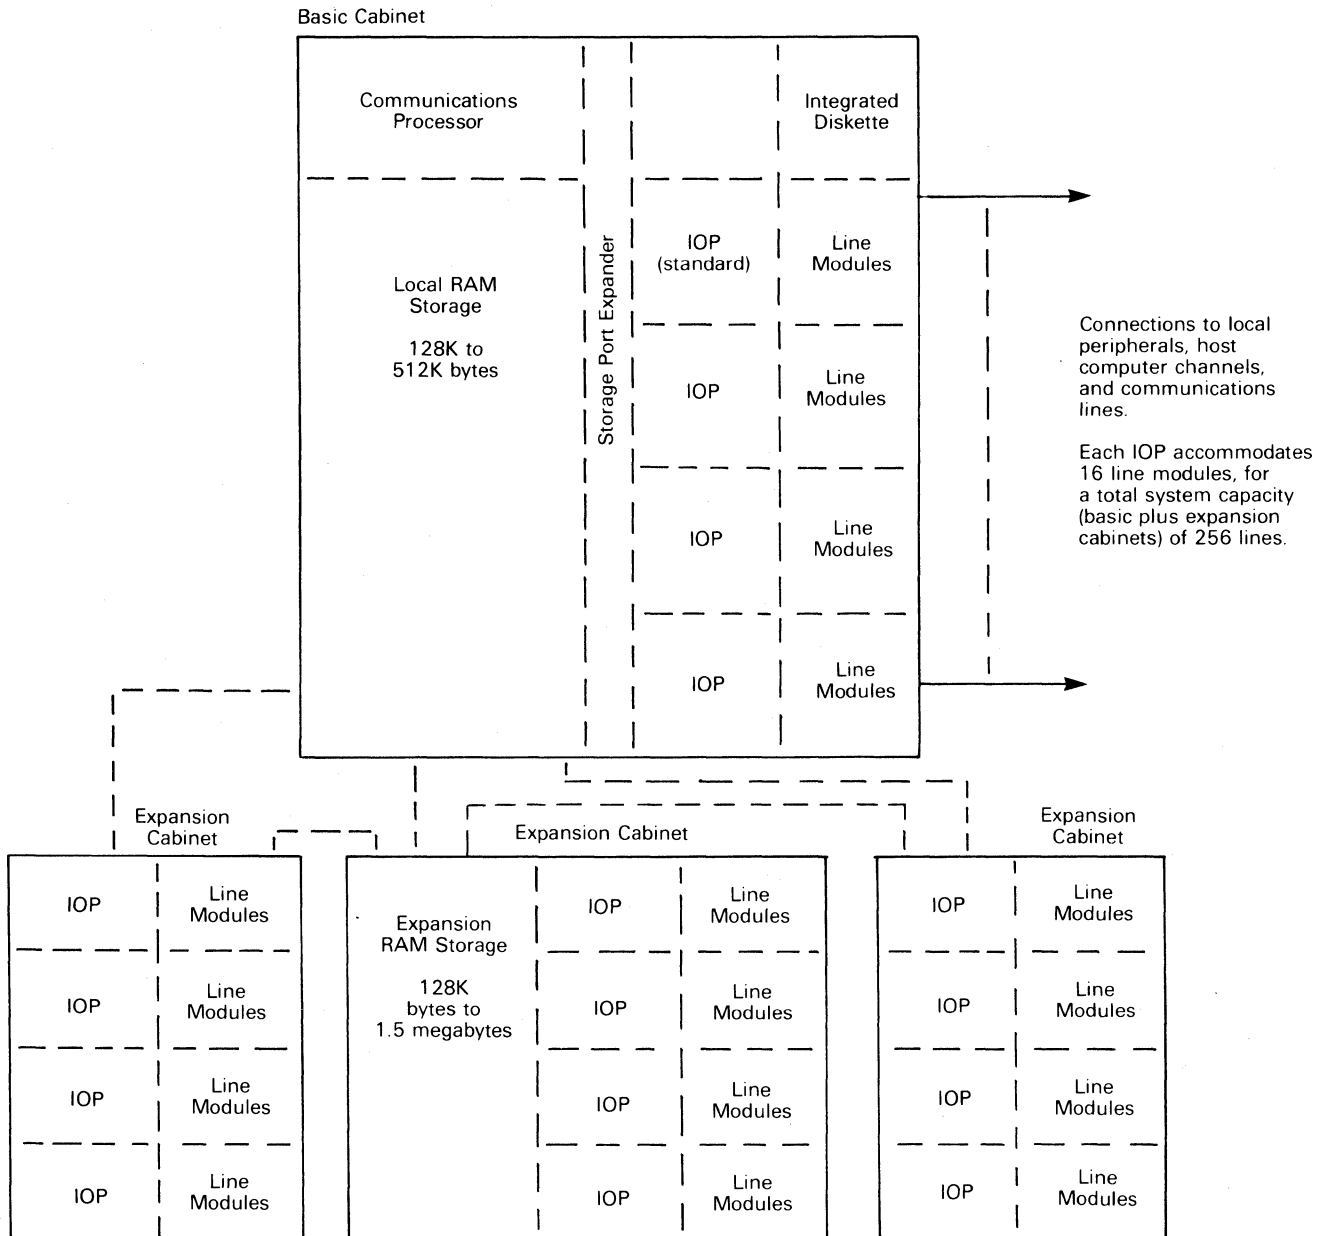 Basic Cabinet
Communications
Processor
Integrated
Diskette
Local RAM
Storage
128K to
512K bytes
Storage Port Expander
IOP
(standard)
Line
Modules
IOP
Line
Modules
IOP
Line
Modules
IOP
Line
Modules
Connections to local
peripherals, host
computer channels,
and communications
lines.
Each IOP accommodates
16 line modules, for
a total system capacity
(basic plus expansion
cabinets) of 256 lines.
Expansion
Cabinet
IOP
Line
Modules
IOP
Line
Modules
IOP
Line
Modules
IOP
Line
Modules
Expansion Cabinet
Expansion
RAM Storage
128K
bytes to
1.5 megabytes
IOP
Line
Modules
IOP
Line
Modules
IOP
Line
Modules
IOP
Line
Modules
Expansion
Cabinet
IOP
Line
Modules
IOP
Line
Modules
IOP
Line
Modules
IOP
Line
Modules